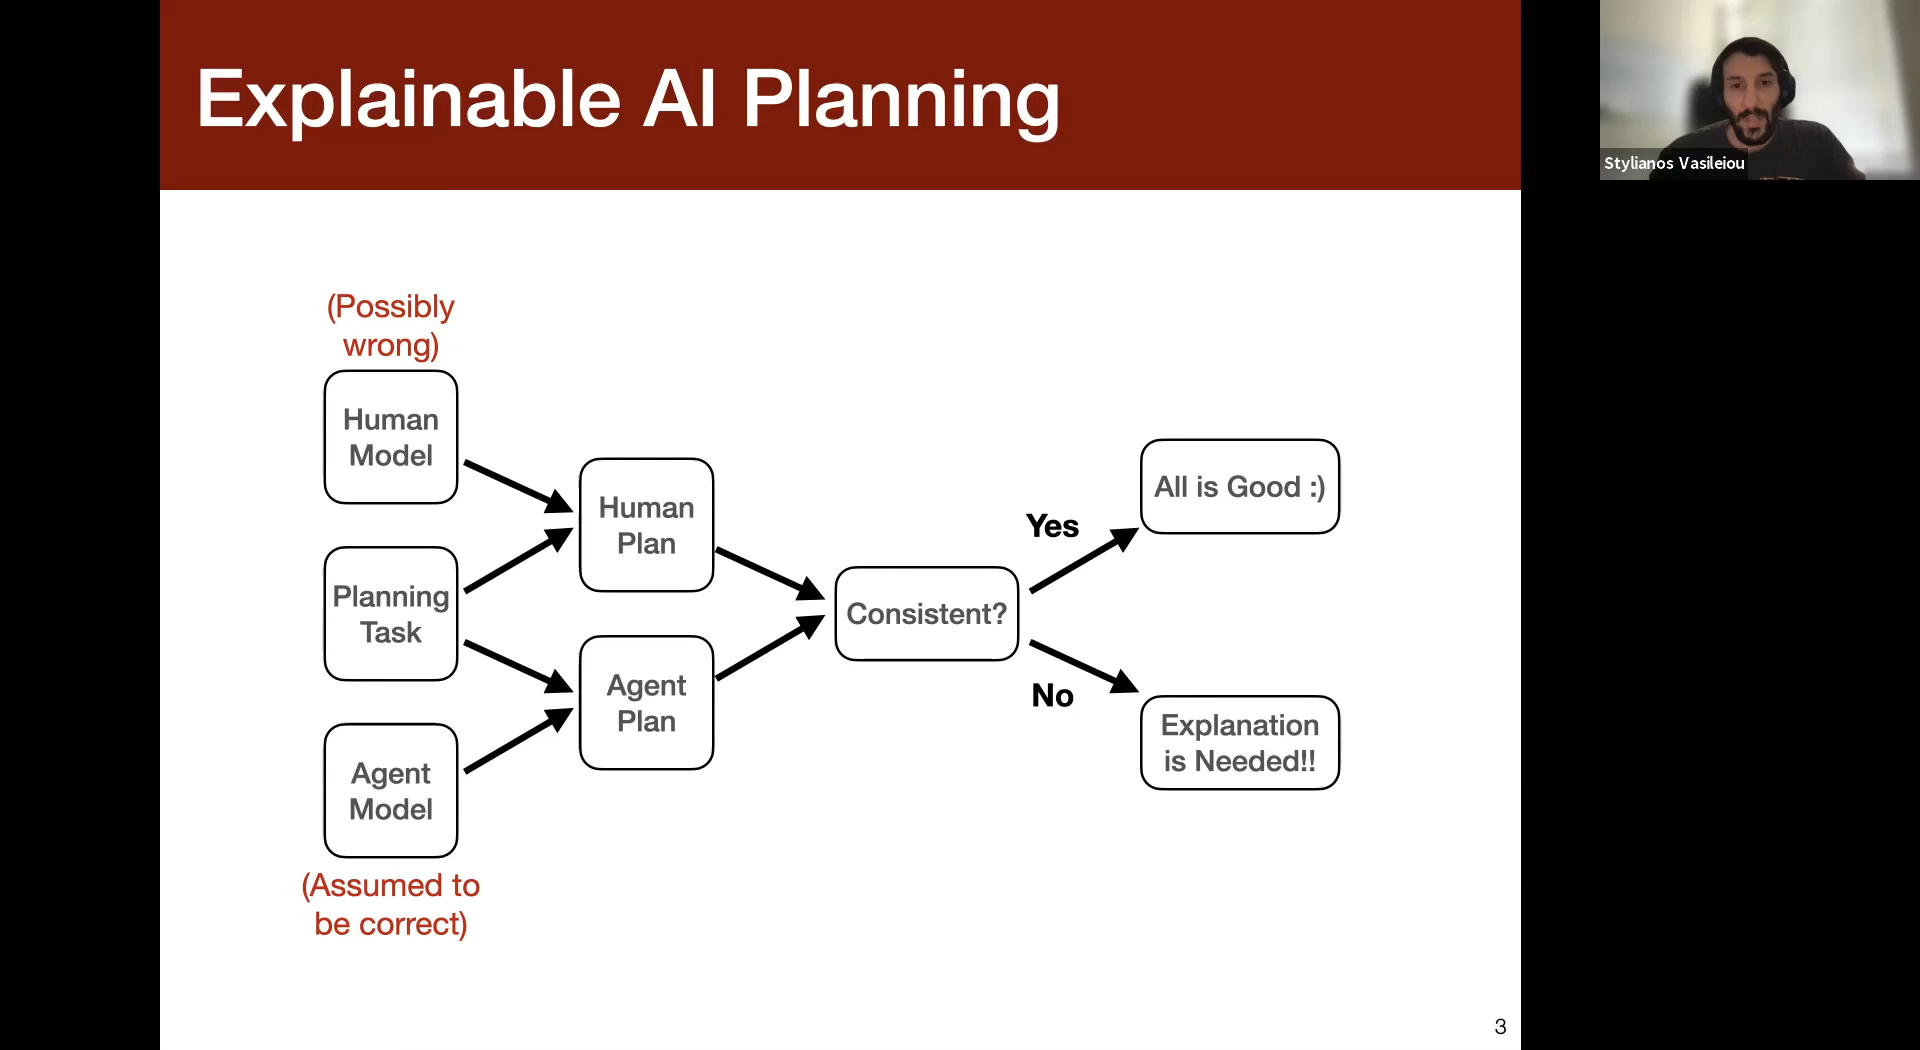 Explainable AI Planning
Stylianos Vasileiou
(Possibly
wrong)
Human
Model
Planning
Task
Agent
Model
(Assumed to
be correct)
Human
Plan
Agent
Plan
Consistent?
Yes
No
All is Good :)
Explanation
is Needed!!
3